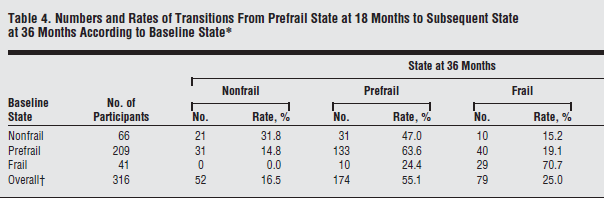 Table 4. Numbers and Rates of Transitions From Prefrail State at 18 Months to Subsequent State
at 36 Months According to Baseline State*
State at 36 Months
Nonfrail Prefrail Frail
Baseline State No. of Participants No. Rate, % No. Rate, % No. Rate, %
Nonfrail 66 21 31.8 31 47.0 10 15.2
Prefrail 209 31 14.8 133 63.6 40 19.1
Frail 41 0 0.0 10 24.4 29 70.7
Overall† 316 52 16.5 174 55.1 79 25.0